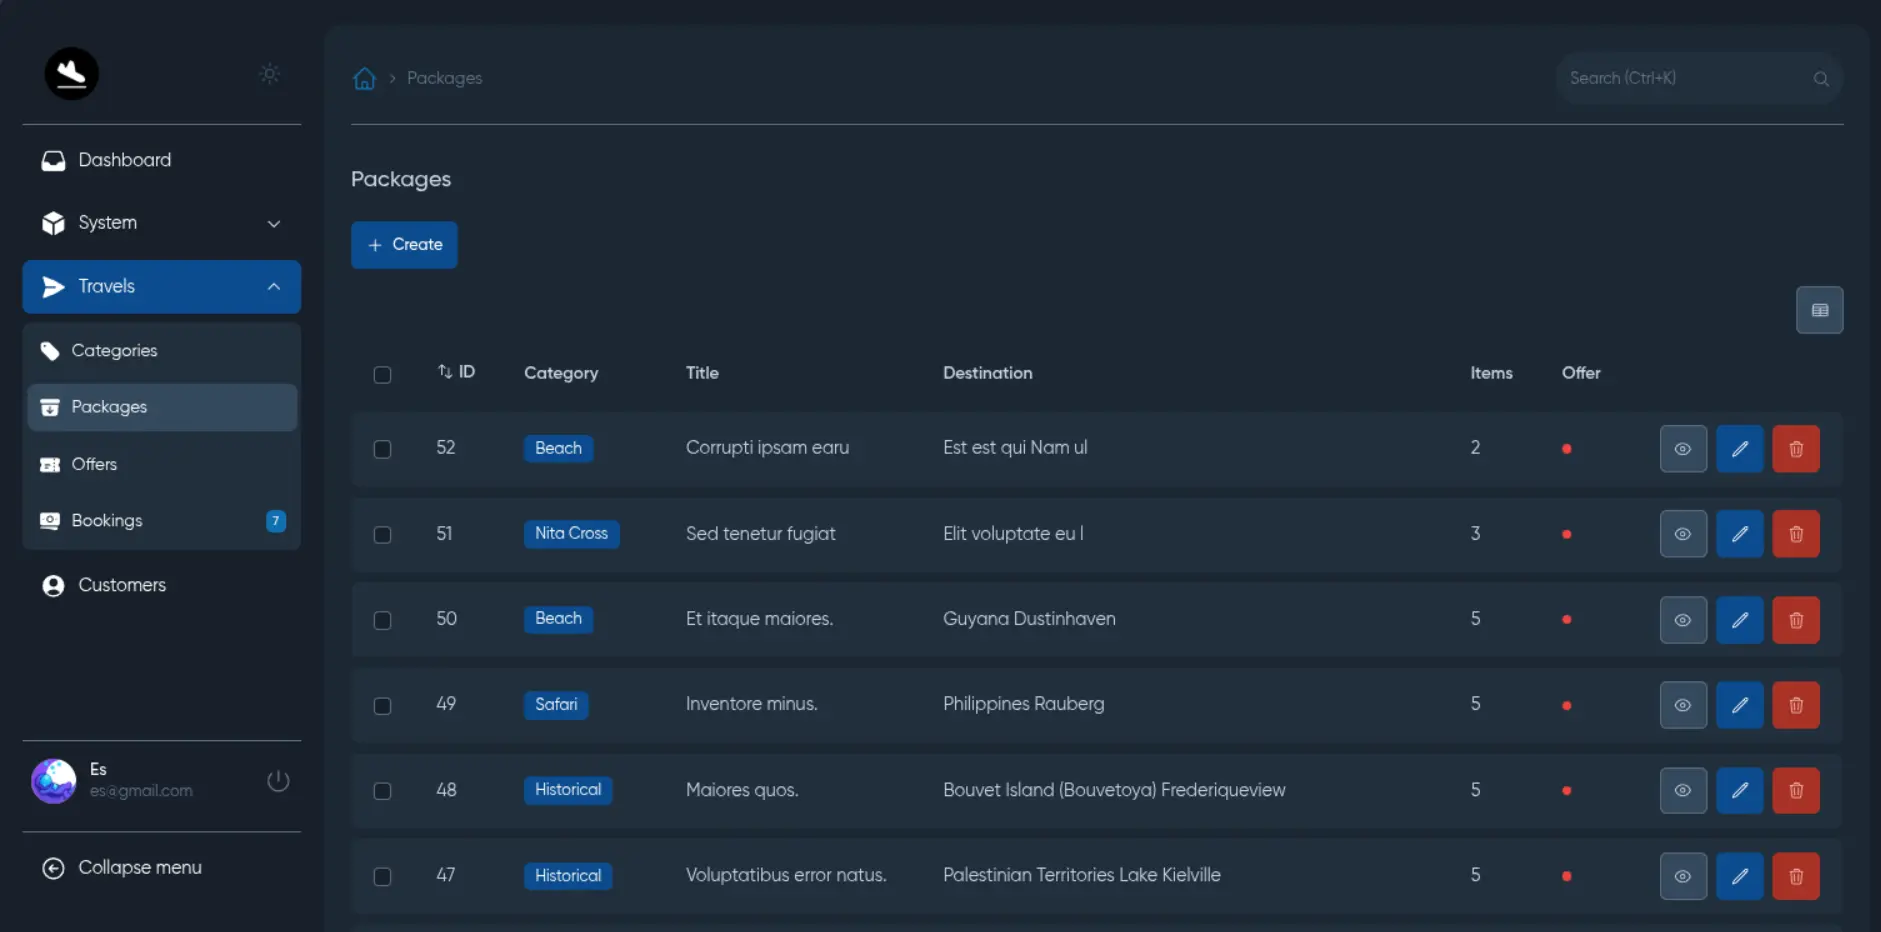 Dashboard
System
Travels
Categories
Packages
Offers
Bookings 7
Customers
Es
es@gmail.com
Collapse menu
Packages
Search (Ctrl+K)
Packages
Create
ID Category Title Destination Items Offer
52 Beach Corrupti ipsam earu Est est qui Nam ul 2
51 Nita Cross Sed tenetur fugiat Elit voluptate eu l 3
50 Beach Et itaque maiores. Guyana Dustinhaven 5
49 Safari Inventore minus. Philippines Rauberg 5
48 Historical Maiores quos. Bouvet Island (Bouvetoya) Frederiqueview 5
47 Historical Voluptatibus error natus. Palestinian Territories Lake Kielville 5